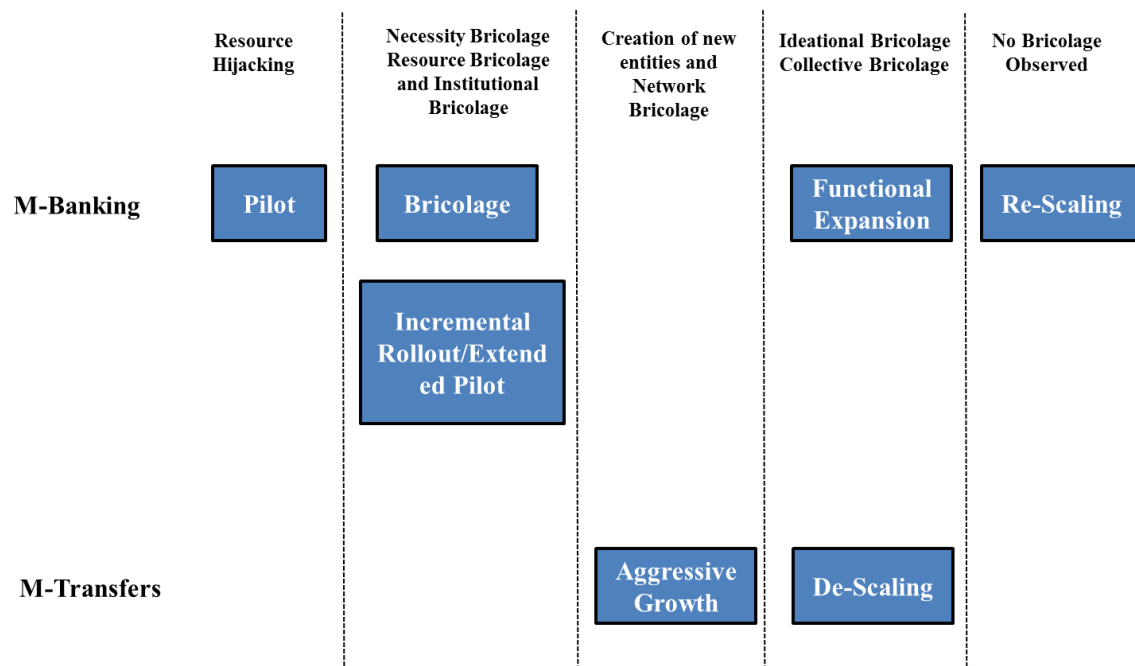 Resource
Hijacking
Necessity Bricolage
Resource Bricolage
and Institutional
Bricolage
Creation of new
entities and
Network
Bricolage
Ideational Bricolage
Collective Bricolage
No Bricolage
Observed
M-Banking
Pilot
Bricolage
Functional
Expansion
Re-Scaling
Incremental
Rollout/Extend
ed Pilot
M-Transfers
Aggressive
Growth
De-Scaling